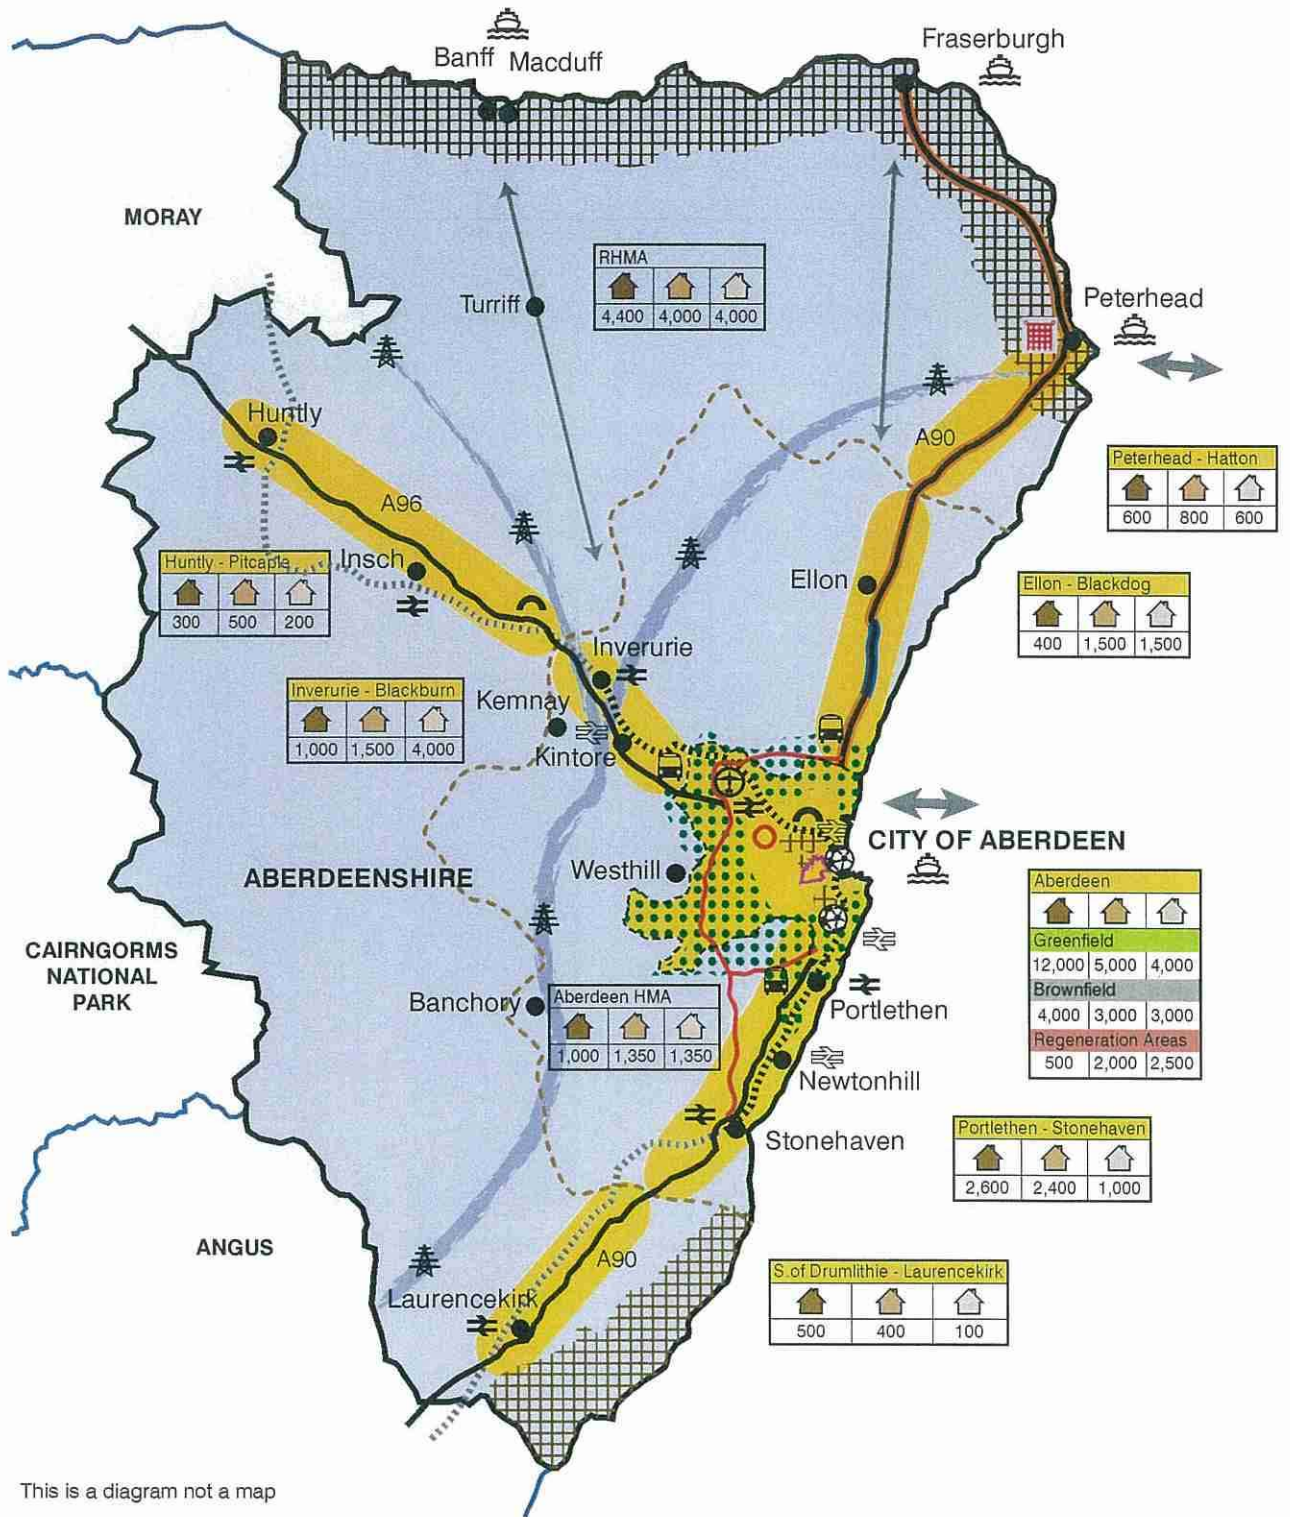 Banff
Macduff
Fraserburgh
MORAY
RHMA
4,400 4,000 4,000
Turriff
Peterhead
Huntly
A90
A96
Peterhead - Hatton
600 800 600
Huntly - Pitcaple
300 500 200
Insch
Ellon
Ellon - Blackdog
400 1,500 1,500
Inverurie
Inverurie - Blackburn
1,000 1,500 4,000
Kemnay
Kintore
CITY OF ABERDEEN
Westhill
ABERDEENSHIRE
Aberdeen
Greenfield
12,000 5,000 4,000
Brownfield
4,000 3,000 3,000
Regeneration Areas
500 2,000 2,500
CAIRNGORMS
NATIONAL
PARK
Banchory
Aberdeen HMA
1,000 1,350 1,350
Portlethen
Newtonhill
Stonehaven
Portlethen - Stonehaven
2,600 2,400 1,000
ANGUS
A90
S.of Drumlithie - Laurencekirk
500 400 100
Laurencekirk
This is a diagram not a map